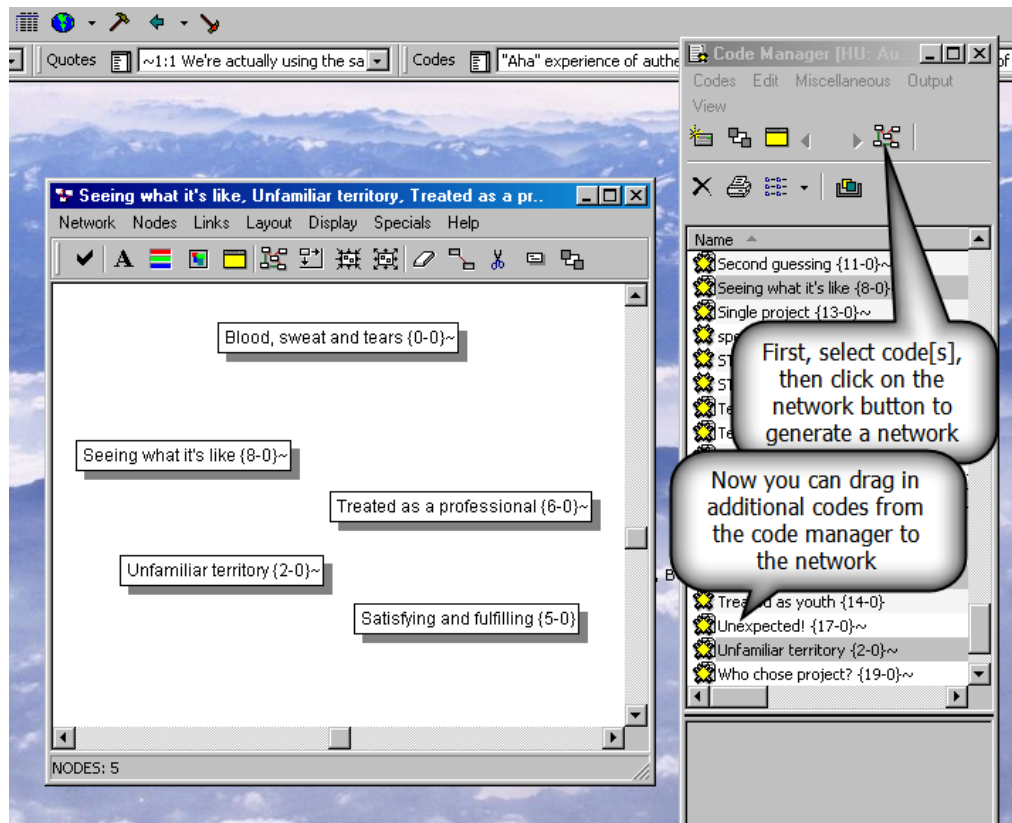 Quotes ~1:1 We're actually using the sa Codes "Aha" experience of authe
Code Manager [HU: Au...
Codes Edit Miscellaneous Output
View
Seeing what it's like, Unfamiliar territory, Treated as a pr..
Network Nodes Links Layout Display Specials Help
A
Blood, sweat and tears {0-0}~
Seeing what it's like {8-0}~
Treated as a professional {6-0}~
Unfamiliar territory {2-0}~
Satisfying and fulfilling {5-0}
NODES: 5
Name
Second guessing {11-0}~
Seeing what it's like {8-0}
Single project {13-0}~
First, select code[s],
then click on the
network button to
generate a network
Now you can drag in
additional codes from
the code manager to
the network
Treated as youth {14-0}
Unexpected! {17-0}~
Unfamiliar territory {2-0}~
Who chose project? {19-0}~